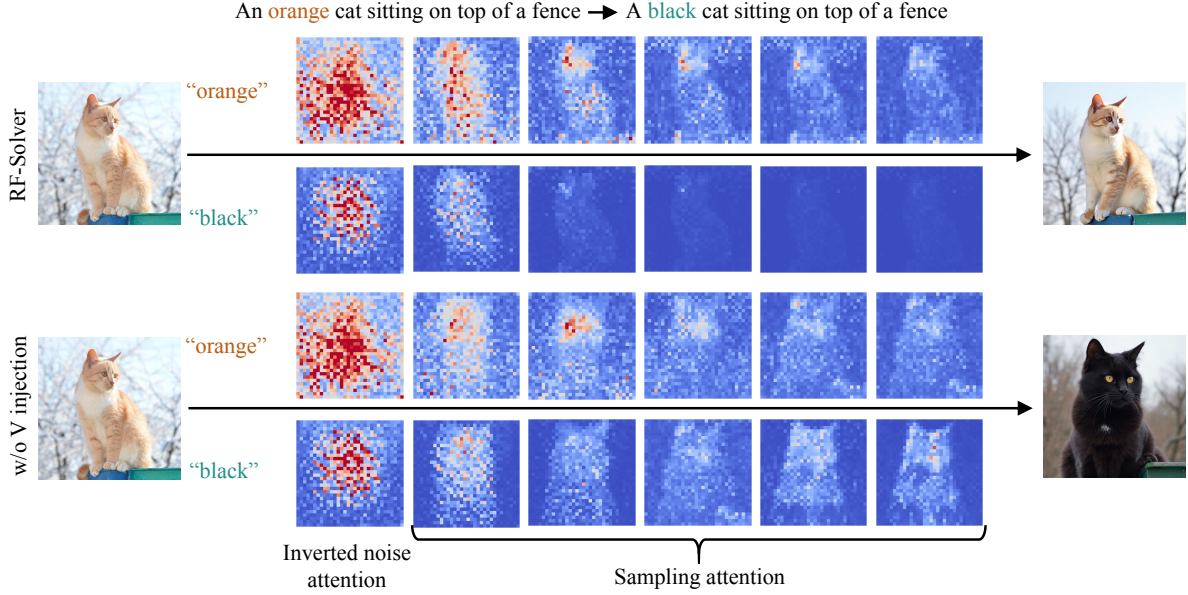 An orange cat sitting on top of a fence → A black cat sitting on top of a fence
RF-Solver
“orange”
“black”
w/o V injection
“orange”
“black”
Inverted noise
attention
Sampling attention